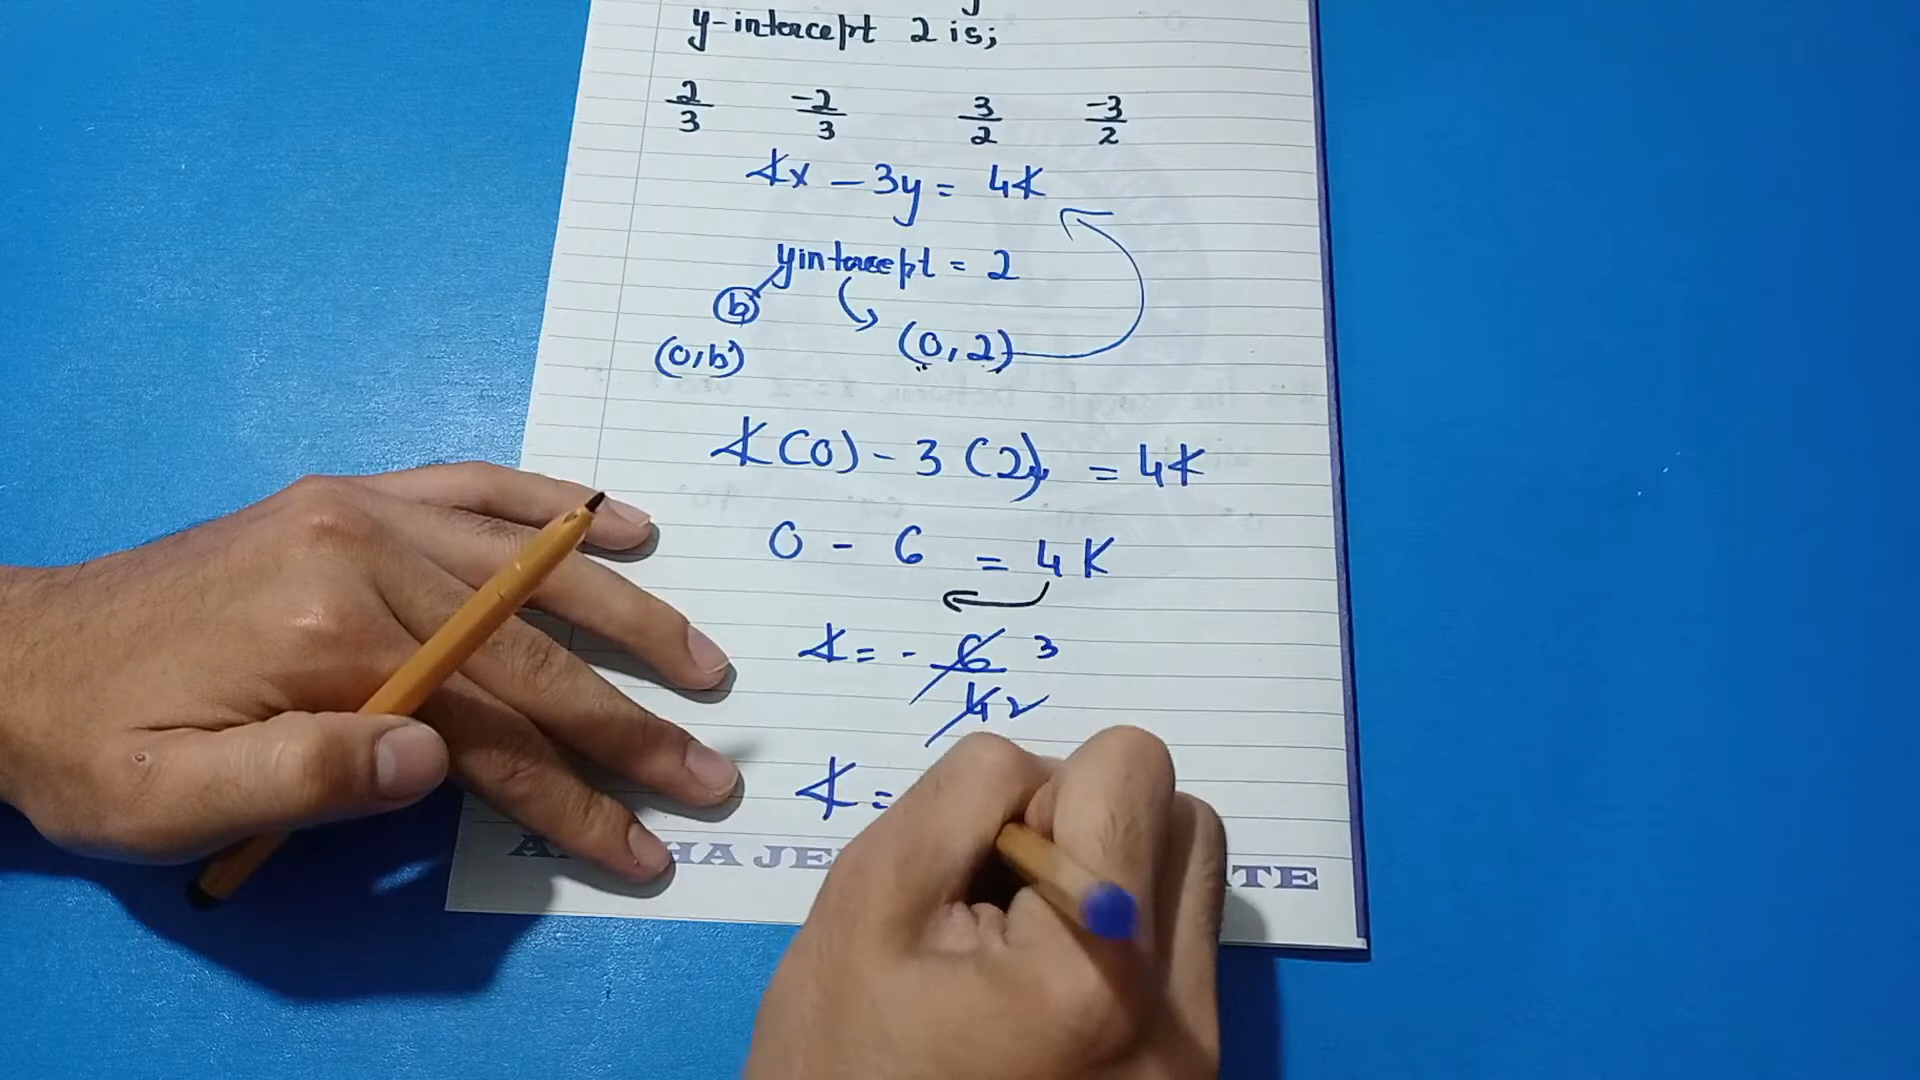 y-intercept 2 is;
2/3 -2/3 3/2 -3/2
Kx - 3y = 4K
yintercept = 2
b
(0,b) (0,2)
K(0) - 3(2) = 4K
0 - 6 = 4K
K = - 6 3
4 2
K =